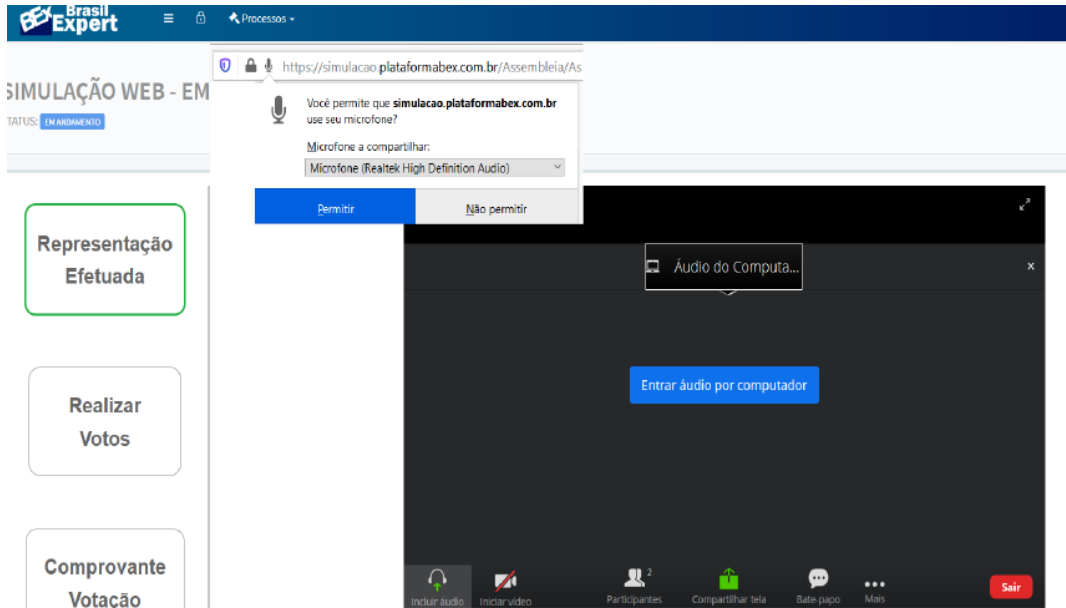 BEX Brasil
Expert
Processos
https://simulacao.plataformabex.com.br/Assembleia/As
SIMULAÇÃO WEB - EM
STATUS: EM ANDAMENTO
Você permite que simulacao.plataformabex.com.br
use seu microfone?
Microfone a compartilhar:
Microfone (Realtek High Definition Audio)
Permitir
Não permitir
Representação
Efetuada
Áudio do Computa...
x
Entrar áudio por computador
Realizar
Votos
Comprovante
Votação
Incluir áudio
Iniciar vídeo
Participantes 2
Compartilhar tela
Bate-papo
Mais
Sair